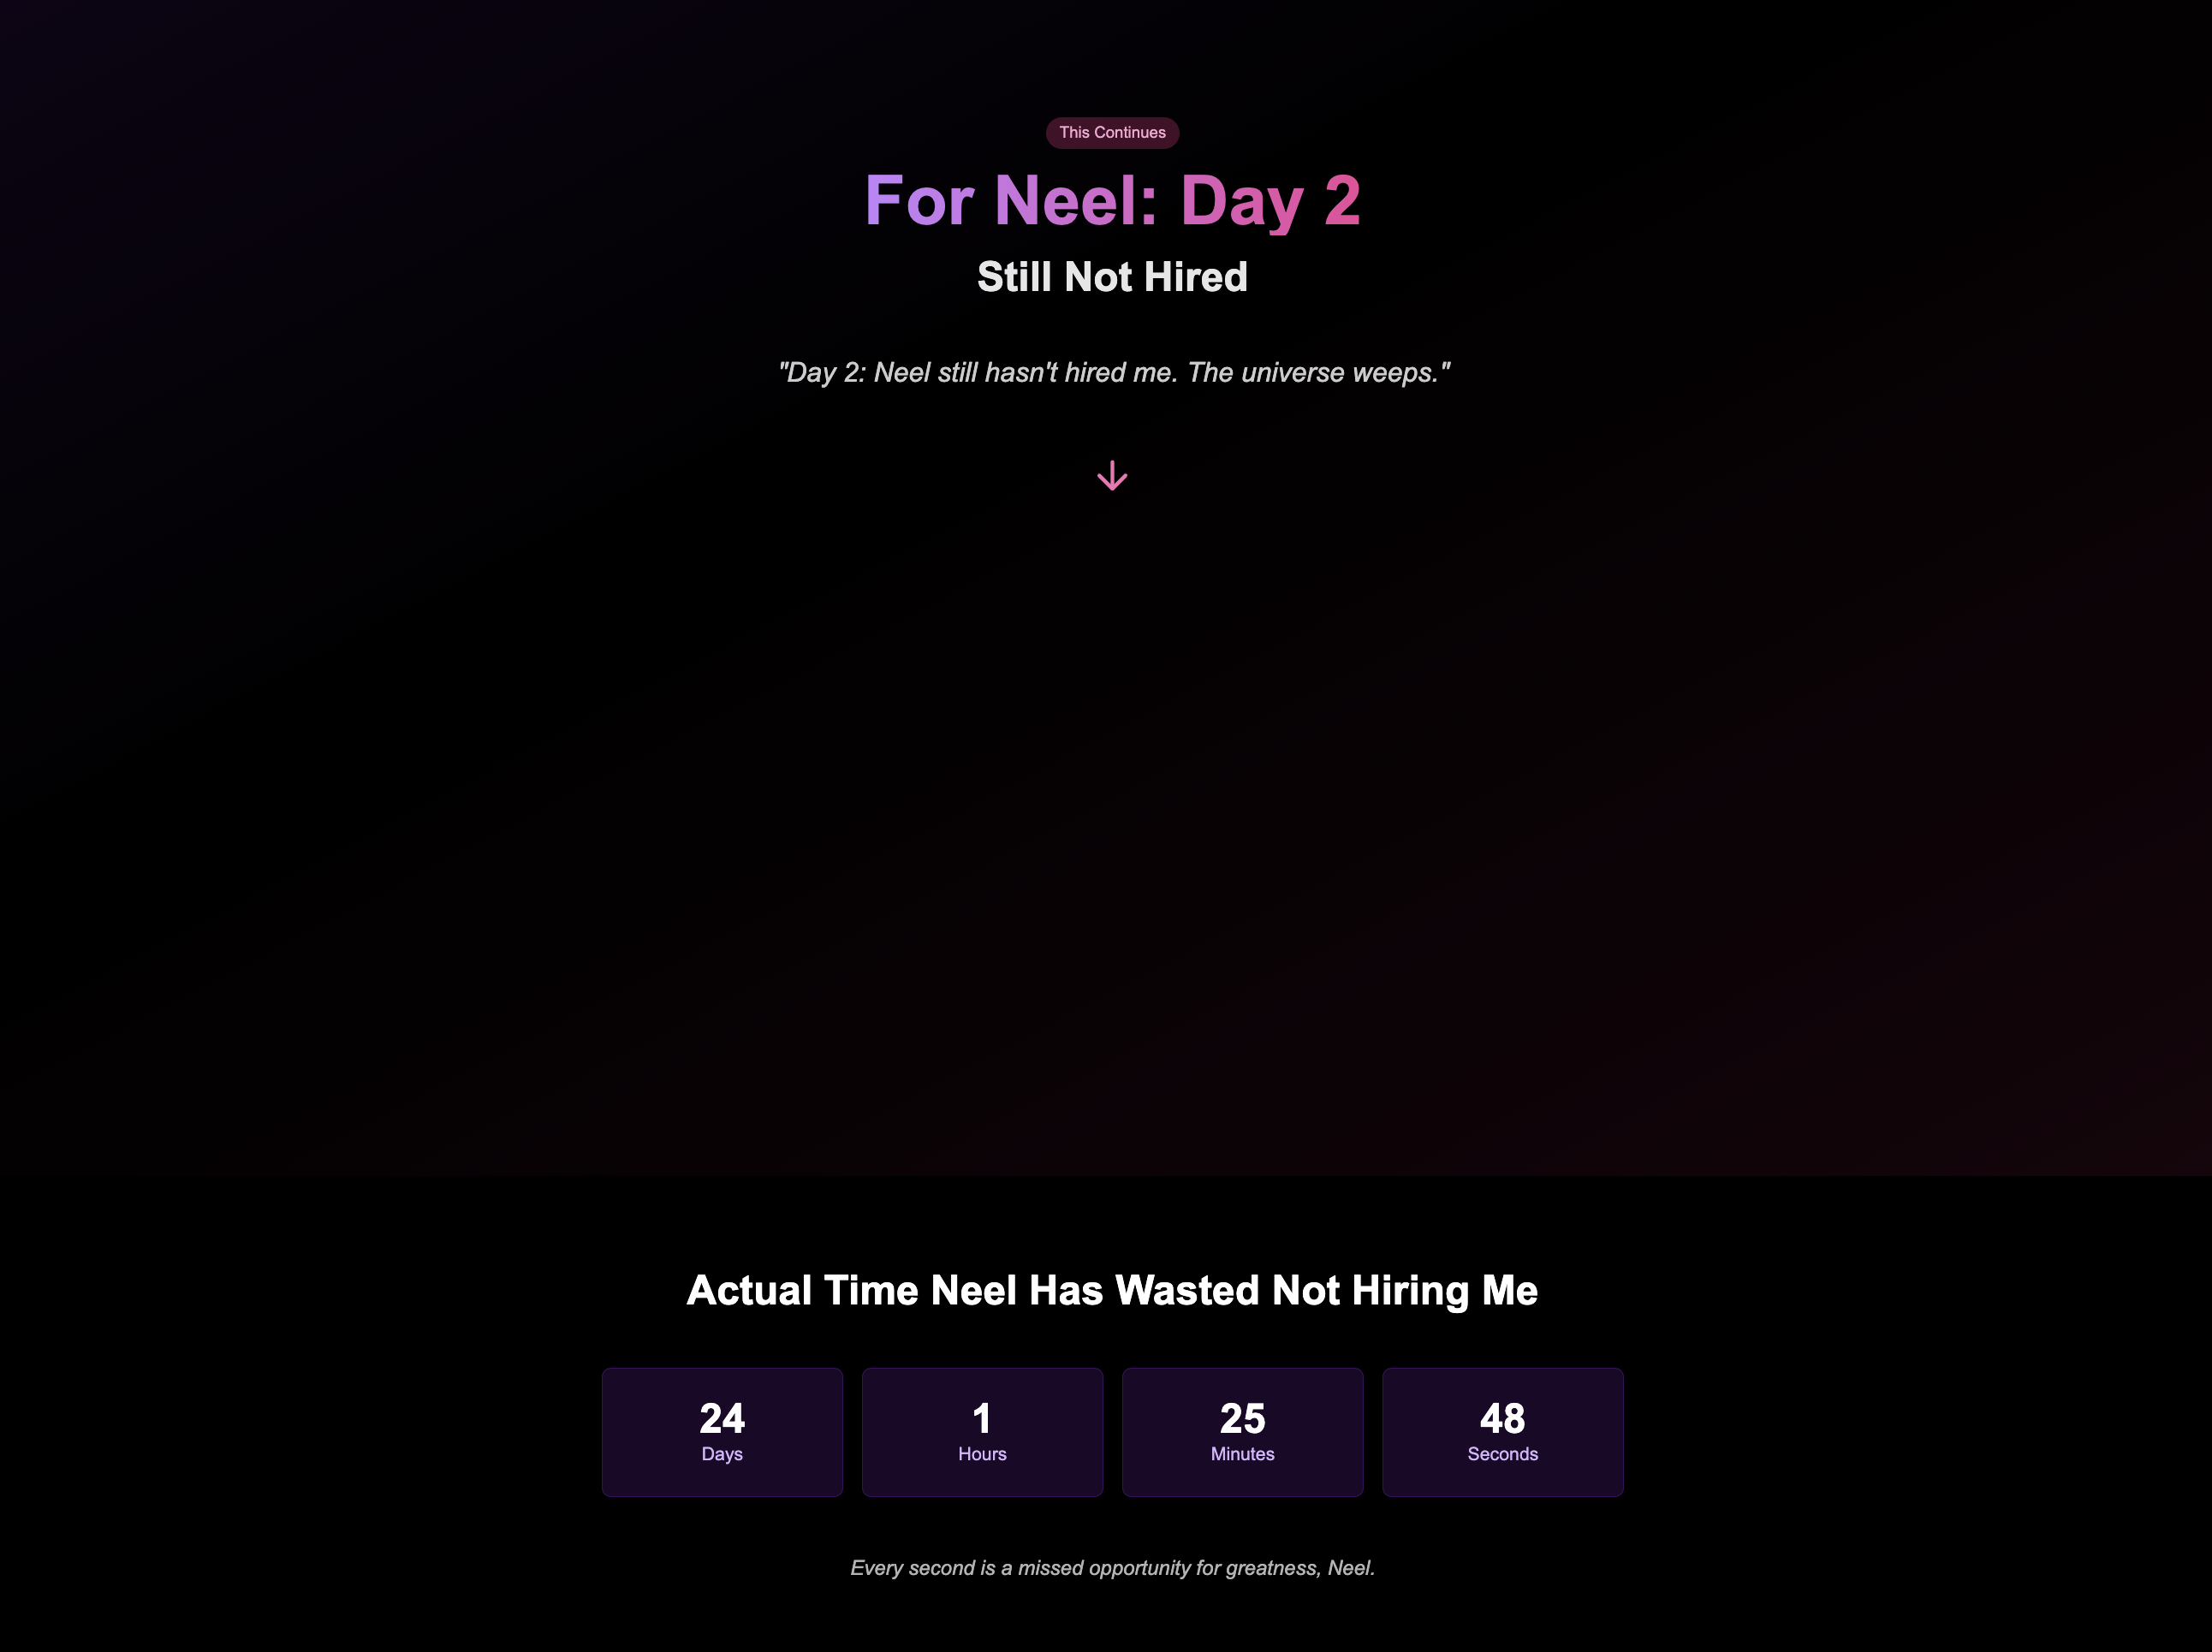 This Continues
For Neel: Day 2
Still Not Hired
"Day 2: Neel still hasn't hired me. The universe weeps."
Actual Time Neel Has Wasted Not Hiring Me
24
Days
1
Hours
25
Minutes
48
Seconds
Every second is a missed opportunity for greatness, Neel.